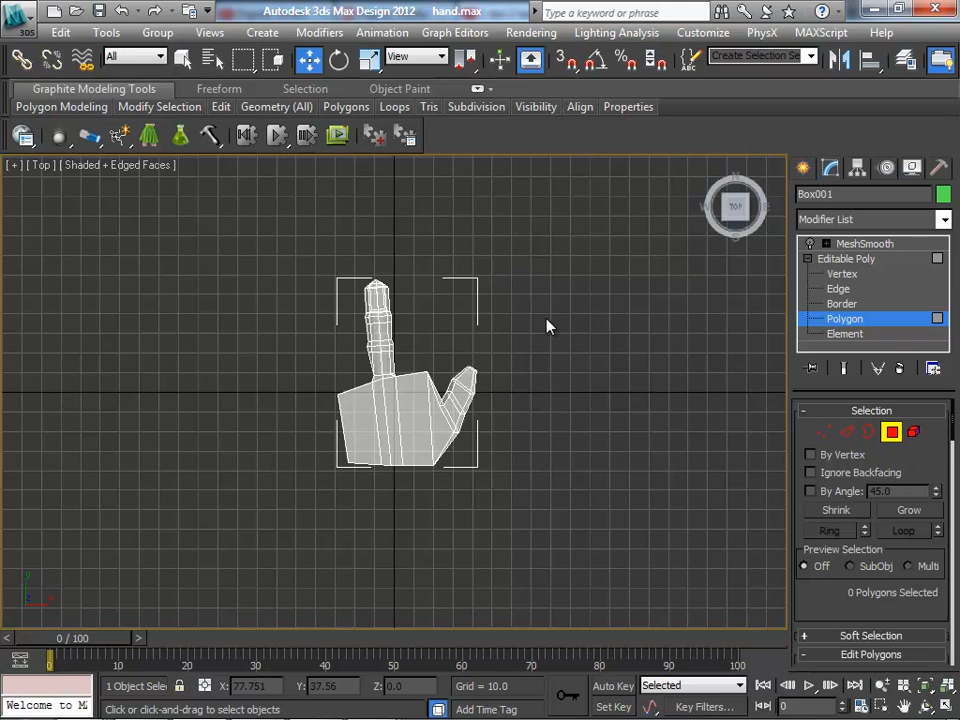 Autodesk 3ds Max Design 2012 hand.max
Type a keyword or phrase
3DS
Edit Tools Group Views Create Modifiers Animation Graph Editors Rendering Lighting Analysis Customize PhysX MAXScript Help
All View 3 Create Selection Se
Graphite Modeling Tools Freeform Selection Object Paint
Polygon Modeling Modify Selection Edit Geometry (All) Polygons Loops Tris Subdivision Visibility Align Properties
[ + ] [ Top ] [ Shaded + Edged Faces ]
TOP
Box001
Modifier List
MeshSmooth
Editable Poly
Vertex
Edge
Border
Polygon
Element
- Selection
By Vertex
Ignore Backfacing
By Angle: 45.0
Shrink Grow
Ring Loop
Preview Selection
Off SubObj Multi
0 Polygons Selected
+ Soft Selection
- Edit Polygons
< 0 / 100 >
0 10 20 30 40 50 60 70 80 90 100
1 Object Sele X: 77.751 Y: 37.56 Z: 0.0 Grid = 10.0 Auto Key Selected
Welcome to M Click or click-and-drag to select objects Add Time Tag Set Key Key Filters... 0